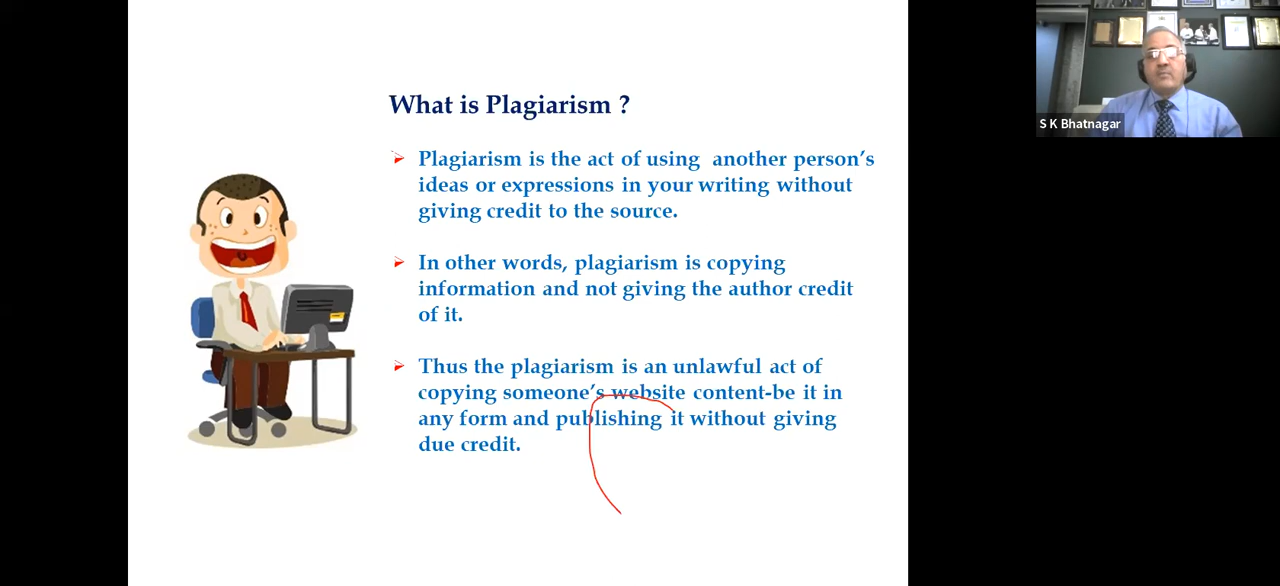 What is Plagiarism ?
Plagiarism is the act of using another person's
ideas or expressions in your writing without
giving credit to the source.
In other words, plagiarism is copying
information and not giving the author credit
of it.
Thus the plagiarism is an unlawful act of
copying someone's website content-be it in
any form and publishing it without giving
due credit.
S K Bhatnagar